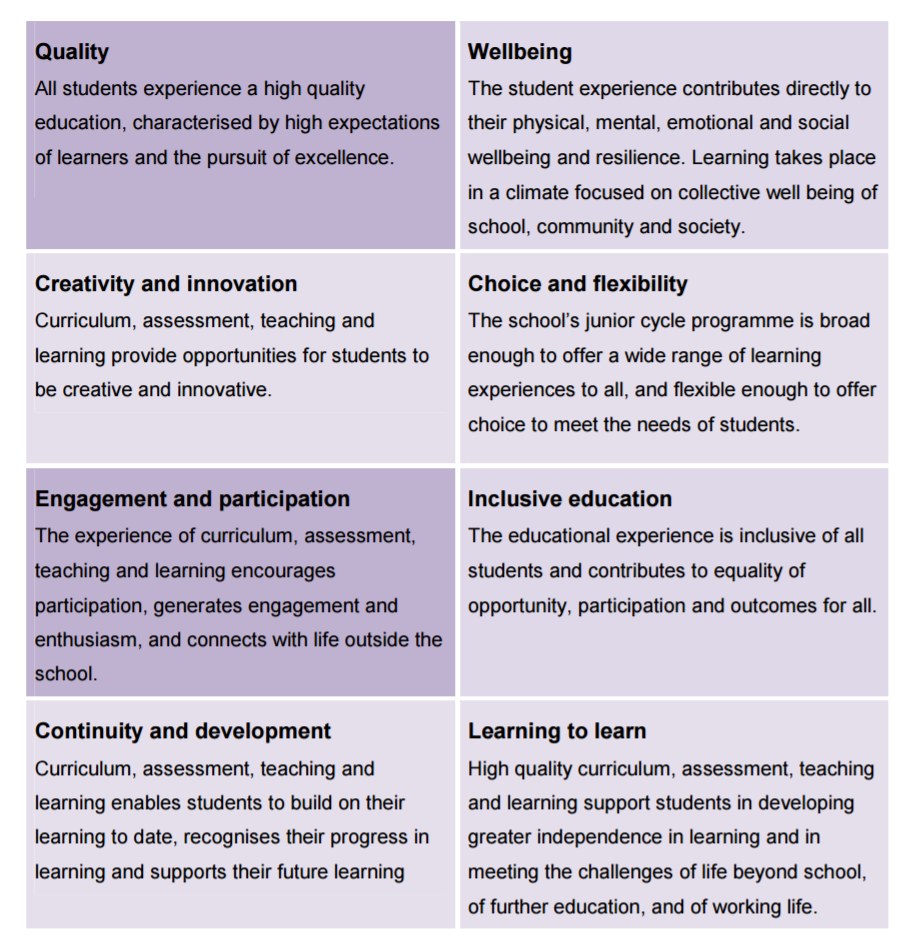 Quality
All students experience a high quality
education, characterised by high expectations
of learners and the pursuit of excellence.
Wellbeing
The student experience contributes directly to
their physical, mental, emotional and social
wellbeing and resilience. Learning takes place
in a climate focused on collective well being of
school, community and society.
Creativity and innovation
Curriculum, assessment, teaching and
learning provide opportunities for students to
be creative and innovative.
Choice and flexibility
The school’s junior cycle programme is broad
enough to offer a wide range of learning
experiences to all, and flexible enough to offer
choice to meet the needs of students.
Engagement and participation
The experience of curriculum, assessment,
teaching and learning encourages
participation, generates engagement and
enthusiasm, and connects with life outside the
school.
Inclusive education
The educational experience is inclusive of all
students and contributes to equality of
opportunity, participation and outcomes for all.
Continuity and development
Curriculum, assessment, teaching and
learning enables students to build on their
learning to date, recognises their progress in
learning and supports their future learning
Learning to learn
High quality curriculum, assessment, teaching
and learning support students in developing
greater independence in learning and in
meeting the challenges of life beyond school,
of further education, and of working life.